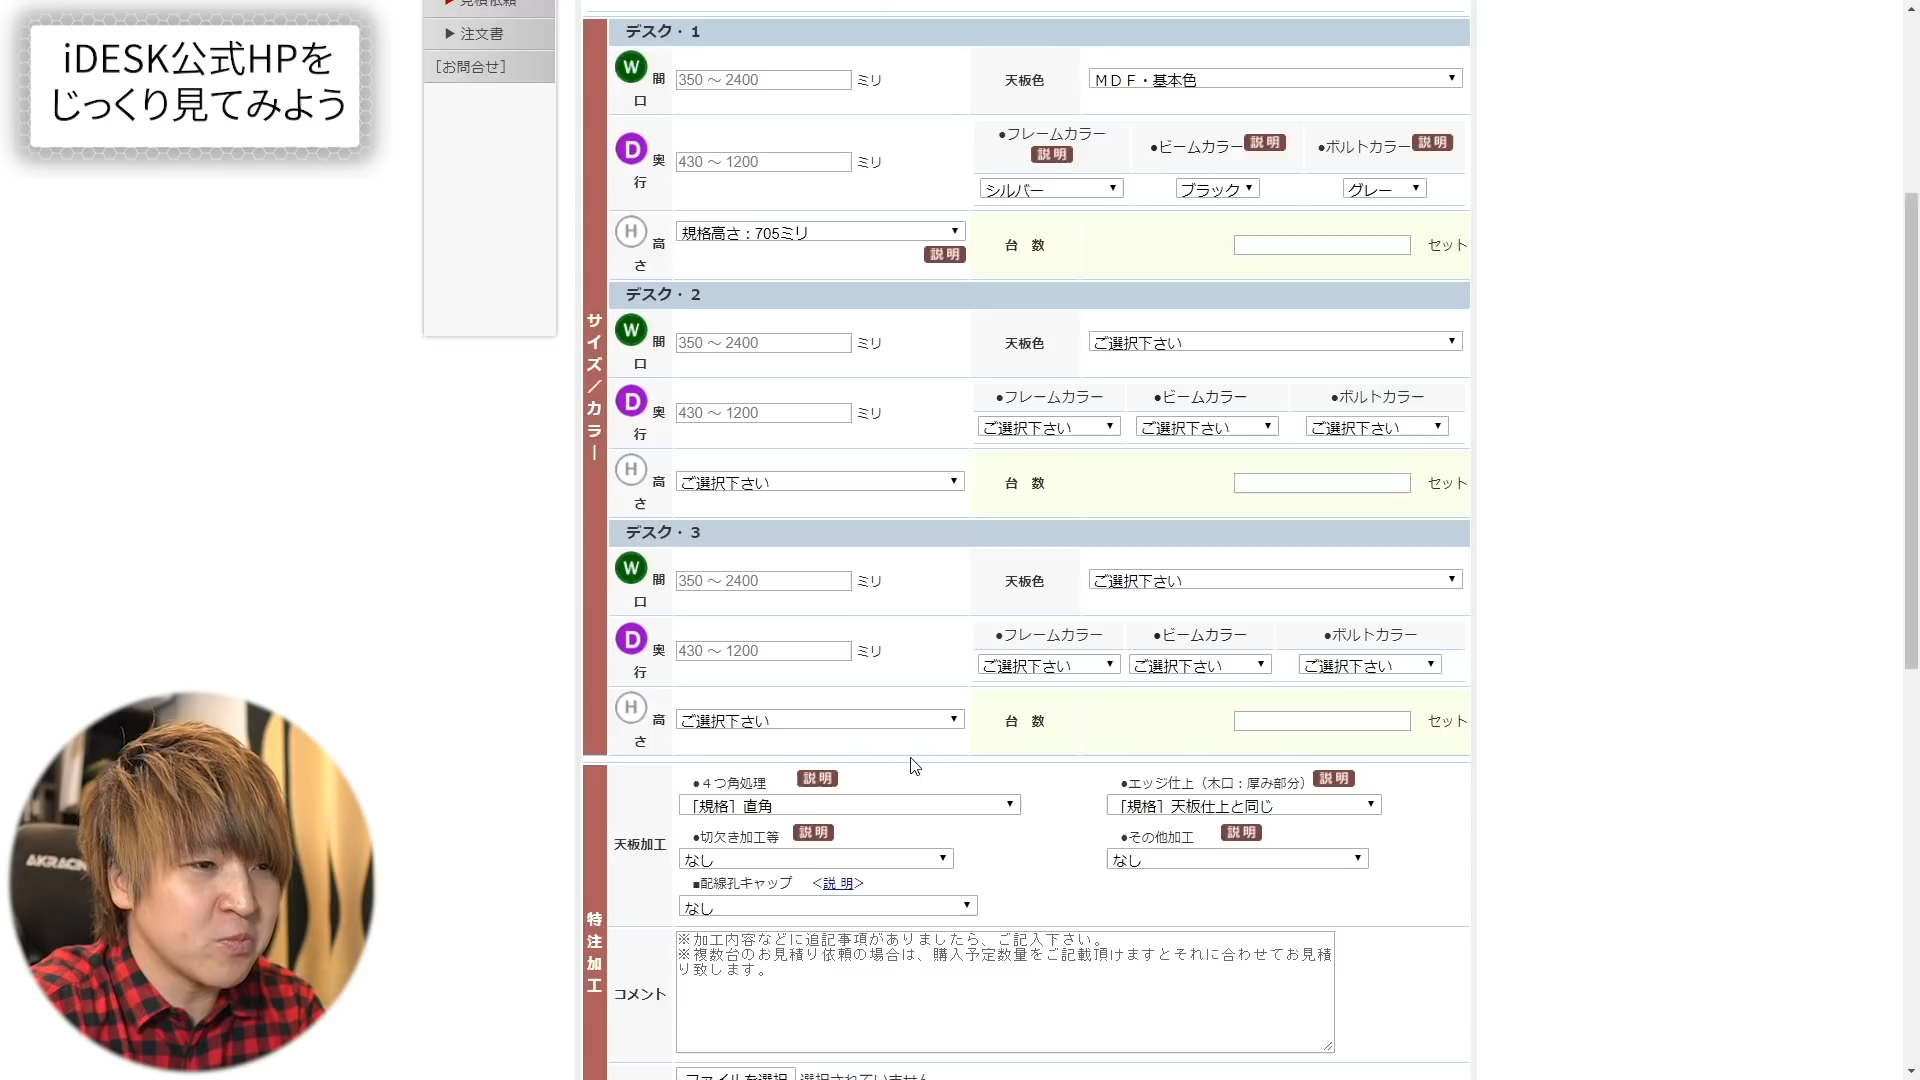 iDESK公式HPを
じっくり見てみよう
▶ 見積依頼
▶ 注文書
[お問合せ]
サイズ／カラー
デスク・１
W 間口
350 ～ 2400 ミリ
天板色
ＭＤＦ・基本色
D 奥行
430 ～ 1200 ミリ
●フレームカラー 説明
●ビームカラー 説明
●ボルトカラー 説明
シルバー
ブラック
グレー
H 高さ
規格高さ：705ミリ
説明
台 数
セット
デスク・２
W 間口
350 ～ 2400 ミリ
天板色
ご選択下さい
D 奥行
430 ～ 1200 ミリ
●フレームカラー
●ビームカラー
●ボルトカラー
ご選択下さい
ご選択下さい
ご選択下さい
H 高さ
ご選択下さい
台 数
セット
デスク・３
W 間口
350 ～ 2400 ミリ
天板色
ご選択下さい
D 奥行
430 ～ 1200 ミリ
●フレームカラー
●ビームカラー
●ボルトカラー
ご選択下さい
ご選択下さい
ご選択下さい
H 高さ
ご選択下さい
台 数
セット
特注加工
天板加工
●４つ角処理 説明
●エッジ仕上（木口：厚み部分） 説明
［規格］直角
［規格］天板仕上と同じ
●切欠き加工等 説明
●その他加工 説明
なし
なし
■配線孔キャップ ＜説 明＞
なし
コメント
※加工内容などに追記事項がありましたら、ご記入下さい。
※複数台のお見積り依頼の場合は、購入予定数量をご記載頂けますとそれに合わせてお見積
り致します。
ファイルを選択 選択されていません
AKRACING